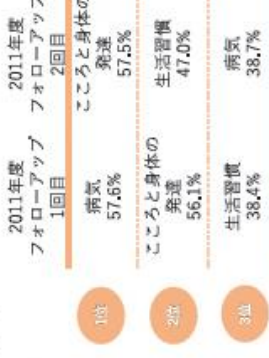 2011年度
フォローアップ
1回目
2011年度
フォローアップ
2回目
1位
病気
57.6%
こころと身体の
発達
57.5%
2位
こころと身体の
発達
56.1%
生活習慣
47.0%
3位
生活習慣
38.4%
病気
38.7%